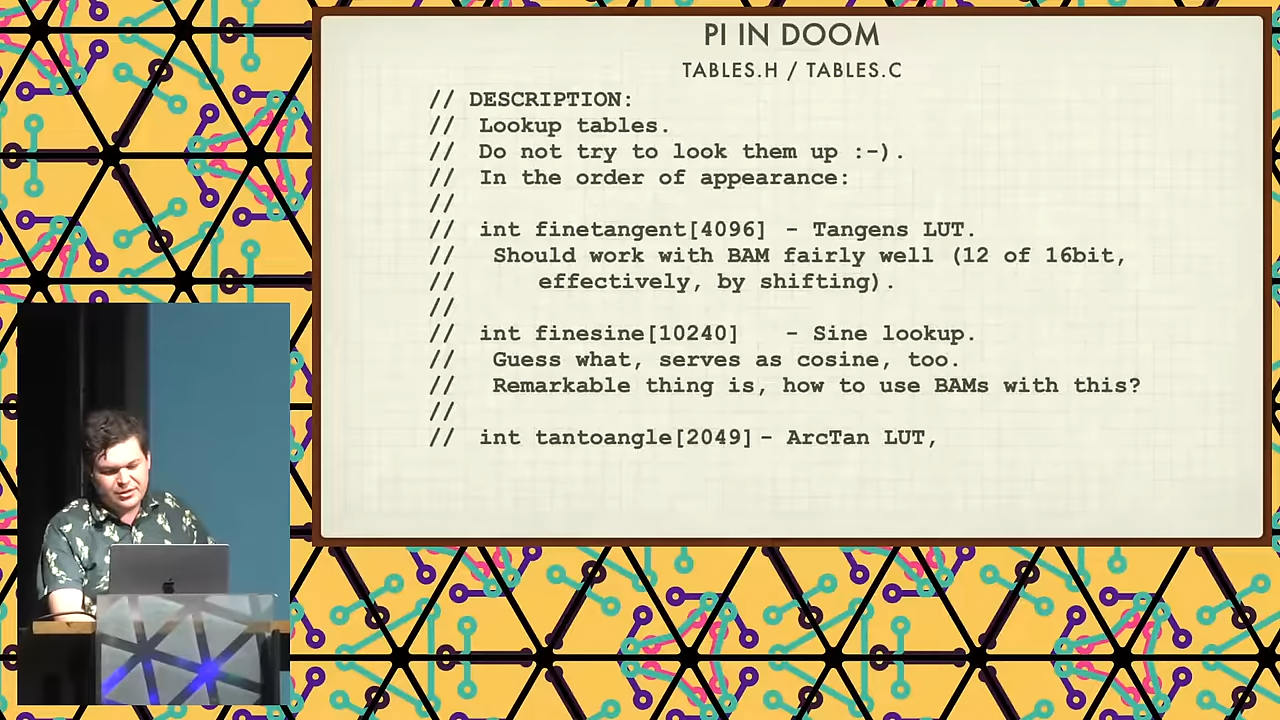 PI IN DOOM
TABLES.H / TABLES.C
// DESCRIPTION:
// Lookup tables.
// Do not try to look them up :-).
// In the order of appearance:
//
// int finetangent[4096] - Tangens LUT.
// Should work with BAM fairly well (12 of 16bit,
// effectively, by shifting).
//
// int finesine[10240] - Sine lookup.
// Guess what, serves as cosine, too.
// Remarkable thing is, how to use BAMs with this?
//
// int tantoangle[2049] - ArcTan LUT,